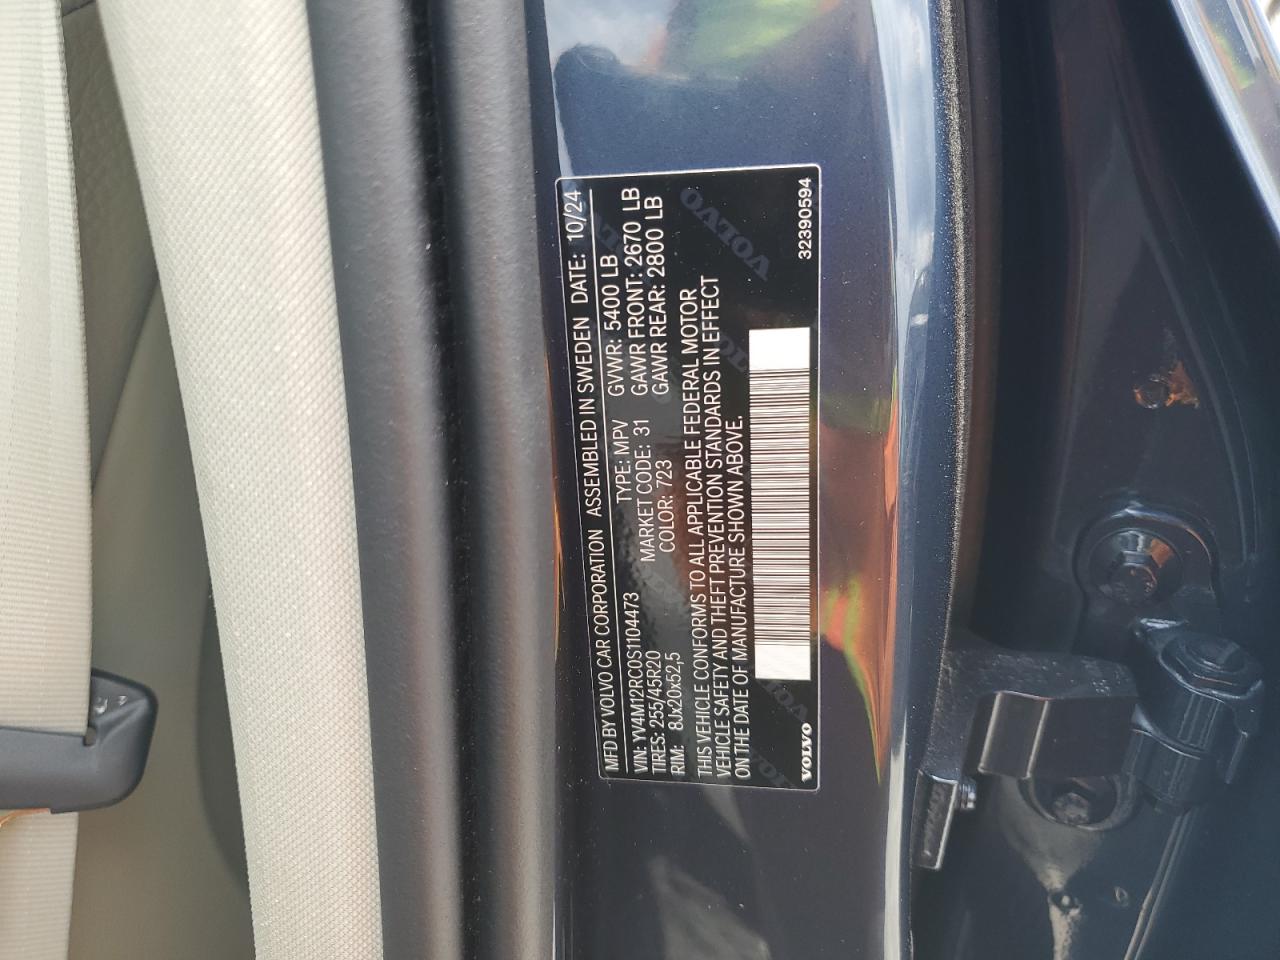 MFD BY VOLVO CAR CORPORATION ASSEMBLED IN SWEDEN DATE: 10/24
VIN: YV4M12RC0S1104473 TYPE: MPV GVWR: 5400 LB
TIRES: 255/45R20 MARKET CODE: 31 GAWR FRONT: 2670 LB
RIM: 8Jx20x52,5 COLOR: 723 GAWR REAR: 2800 LB
THIS VEHICLE CONFORMS TO ALL APPLICABLE FEDERAL MOTOR
VEHICLE SAFETY AND THEFT PREVENTION STANDARDS IN EFFECT
ON THE DATE OF MANUFACTURE SHOWN ABOVE.
VOLVO 32390594